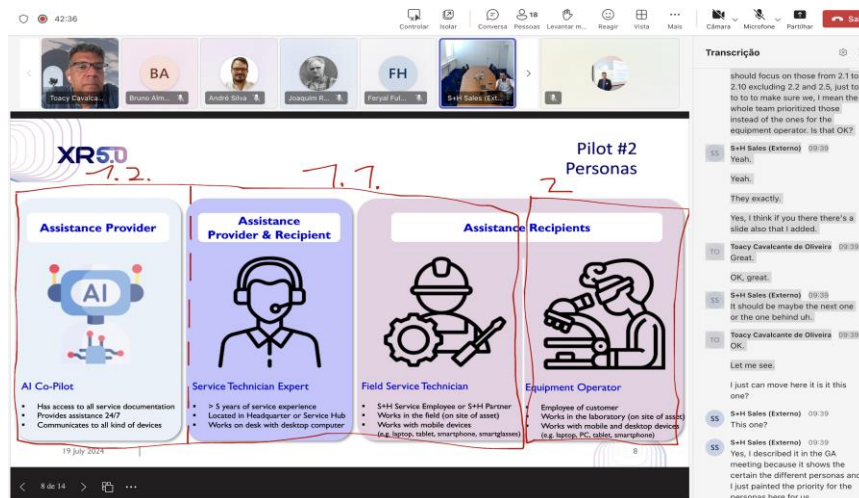 42:36
Controlar
Isolar
Conversa
18
Pessoas
Levantar m...
Reagir
Vista
Mais
Câmara
Microfone
Partilhar
Toacy Cavalca...
BA
Bruno Alm...
André Silva
Joaquim R...
FH
Feryal Ful...
S+H Sales (Ext...
Transcrição
should focus on those from 2.1 to
2.10 excluding 2.2 and 2.5, just to
to to to make sure we, I mean the
whole team prioritized those
instead of the ones for the
equipment operator. Is that OK?
SS
S+H Sales (Externo) 09:39
Yeah.
Yeah.
They exactly.
Yes, I think if you there there's a
slide also that I added.
TO
Toacy Cavalcante de Oliveira 09:39
Great.
OK, great.
SS
S+H Sales (Externo) 09:39
It should be maybe the next one
or the one behind uh.
TO
Toacy Cavalcante de Oliveira 09:39
OK.
Let me see.
I just can move here it is it this
one?
SS
S+H Sales (Externo) 09:39
This one?
SS
S+H Sales (Externo) 09:39
Yes, I described it in the GA
meeting because it shows the
certain the different personas and
I just painted the priority for the
personas here for us
XR5.0
Pilot #2
Personas
1.2.
1.1.
2
Assistance Provider
AI
AI Co-Pilot
Has access to all service documentation
Provides assistance 24/7
Communicates to all kind of devices
Assistance
Provider & Recipient
Service Technician Expert
> 5 years of service experience
Located in Headquarter or Service Hub
Works on desk with desktop computer
Assistance Recipients
Field Service Technician
S+H Service Employee or S+H Partner
Works in the field (on site of asset)
Works with mobile devices
(e.g. laptop, tablet, smartphone, smartglasses)
Equipment Operator
Employee of customer
Works in the laboratory (on site of asset)
Works with mobile and desktop devices
(e.g. laptop, PC, tablet, smartphone)
19 July 2024
8
8 de 14